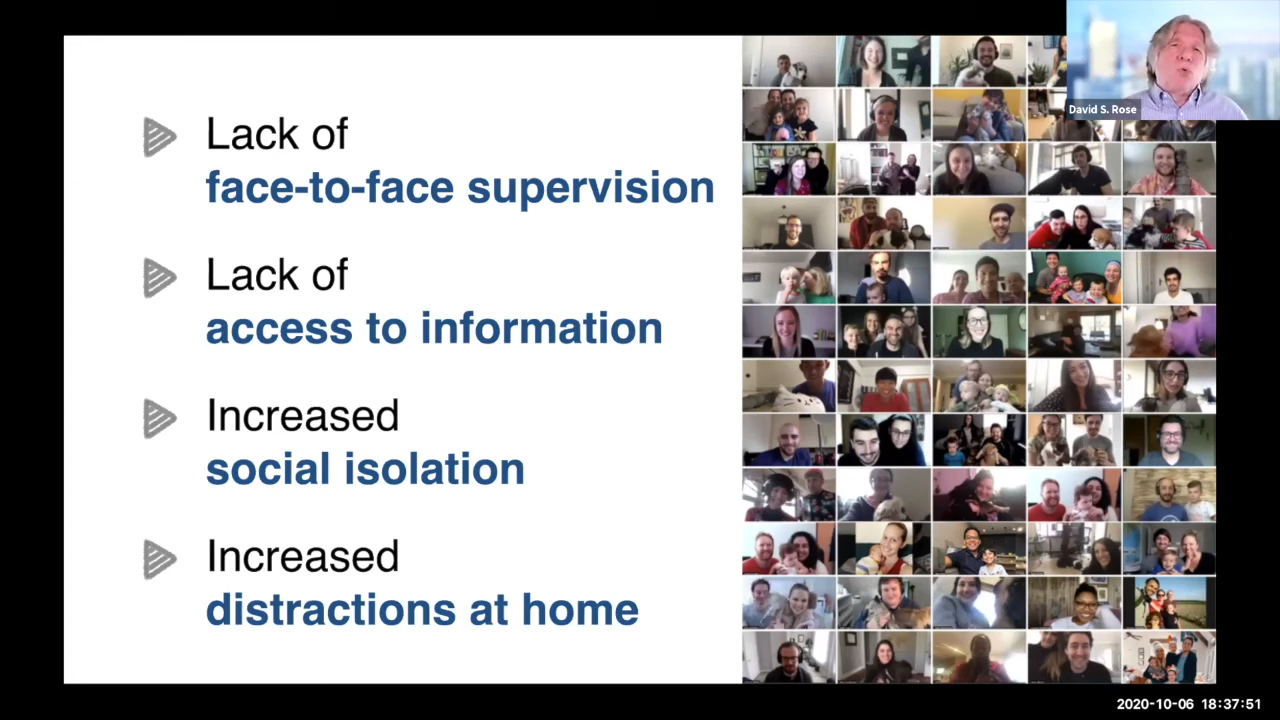 Lack of
face-to-face supervision
Lack of
access to information
Increased
social isolation
Increased
distractions at home
David S. Rose
2020-10-06 18:37:51